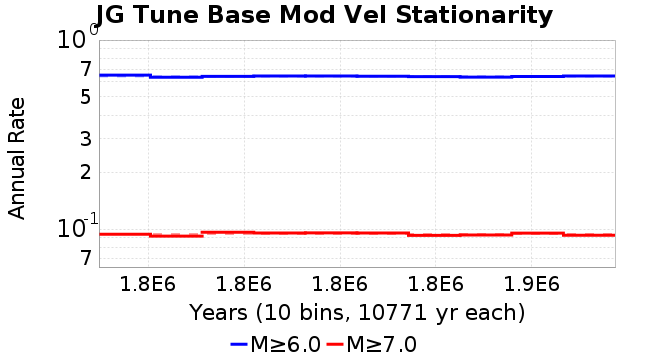 JG Tune Base Mod Vel Stationarity
10^0
7
5
3
2
10^-1
7
Annual Rate
1.8E6 1.8E6 1.8E6 1.8E6 1.9E6
Years (10 bins, 10771 yr each)
M≥6.0 M≥7.0